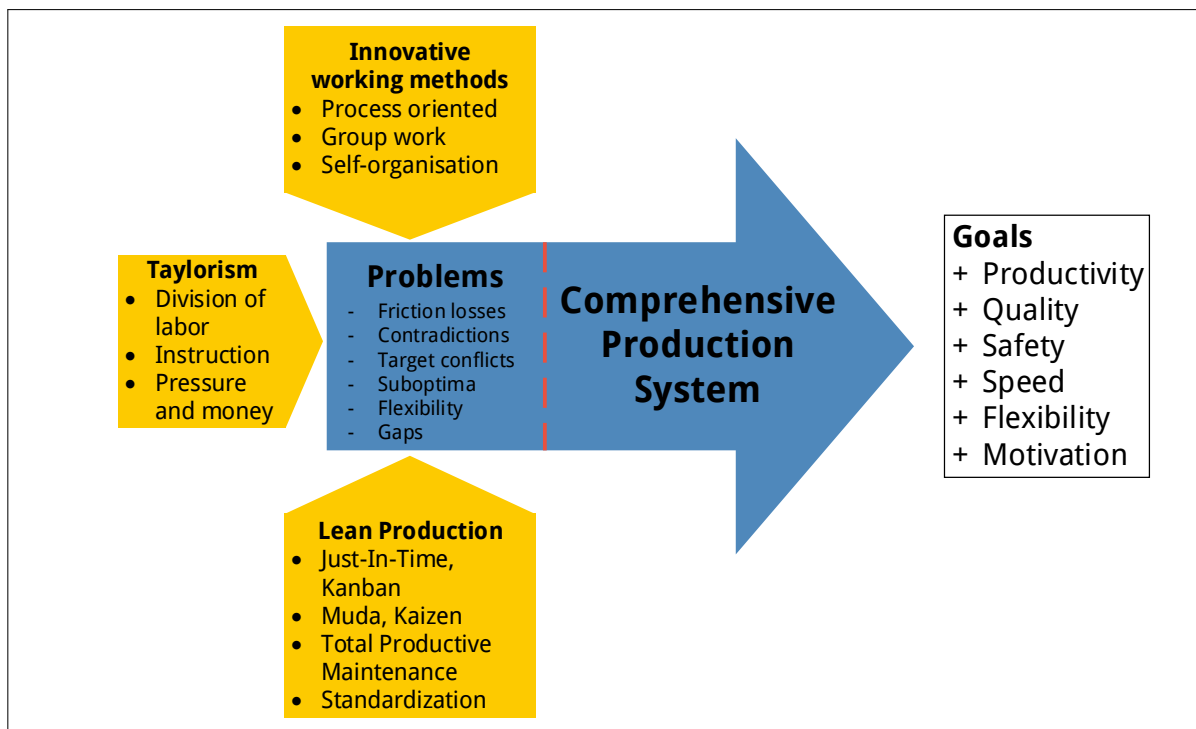 Innovative
working methods
• Process oriented
• Group work
• Self-organisation
Taylorism
• Division of
labor
• Instruction
• Pressure
and money
Problems
- Friction losses
- Contradictions
- Target conflicts
- Suboptima
- Flexibility
- Gaps
Comprehensive
Production
System
Goals
+ Productivity
+ Quality
+ Safety
+ Speed
+ Flexibility
+ Motivation
Lean Production
• Just-In-Time,
Kanban
• Muda, Kaizen
• Total Productive
Maintenance
• Standardization